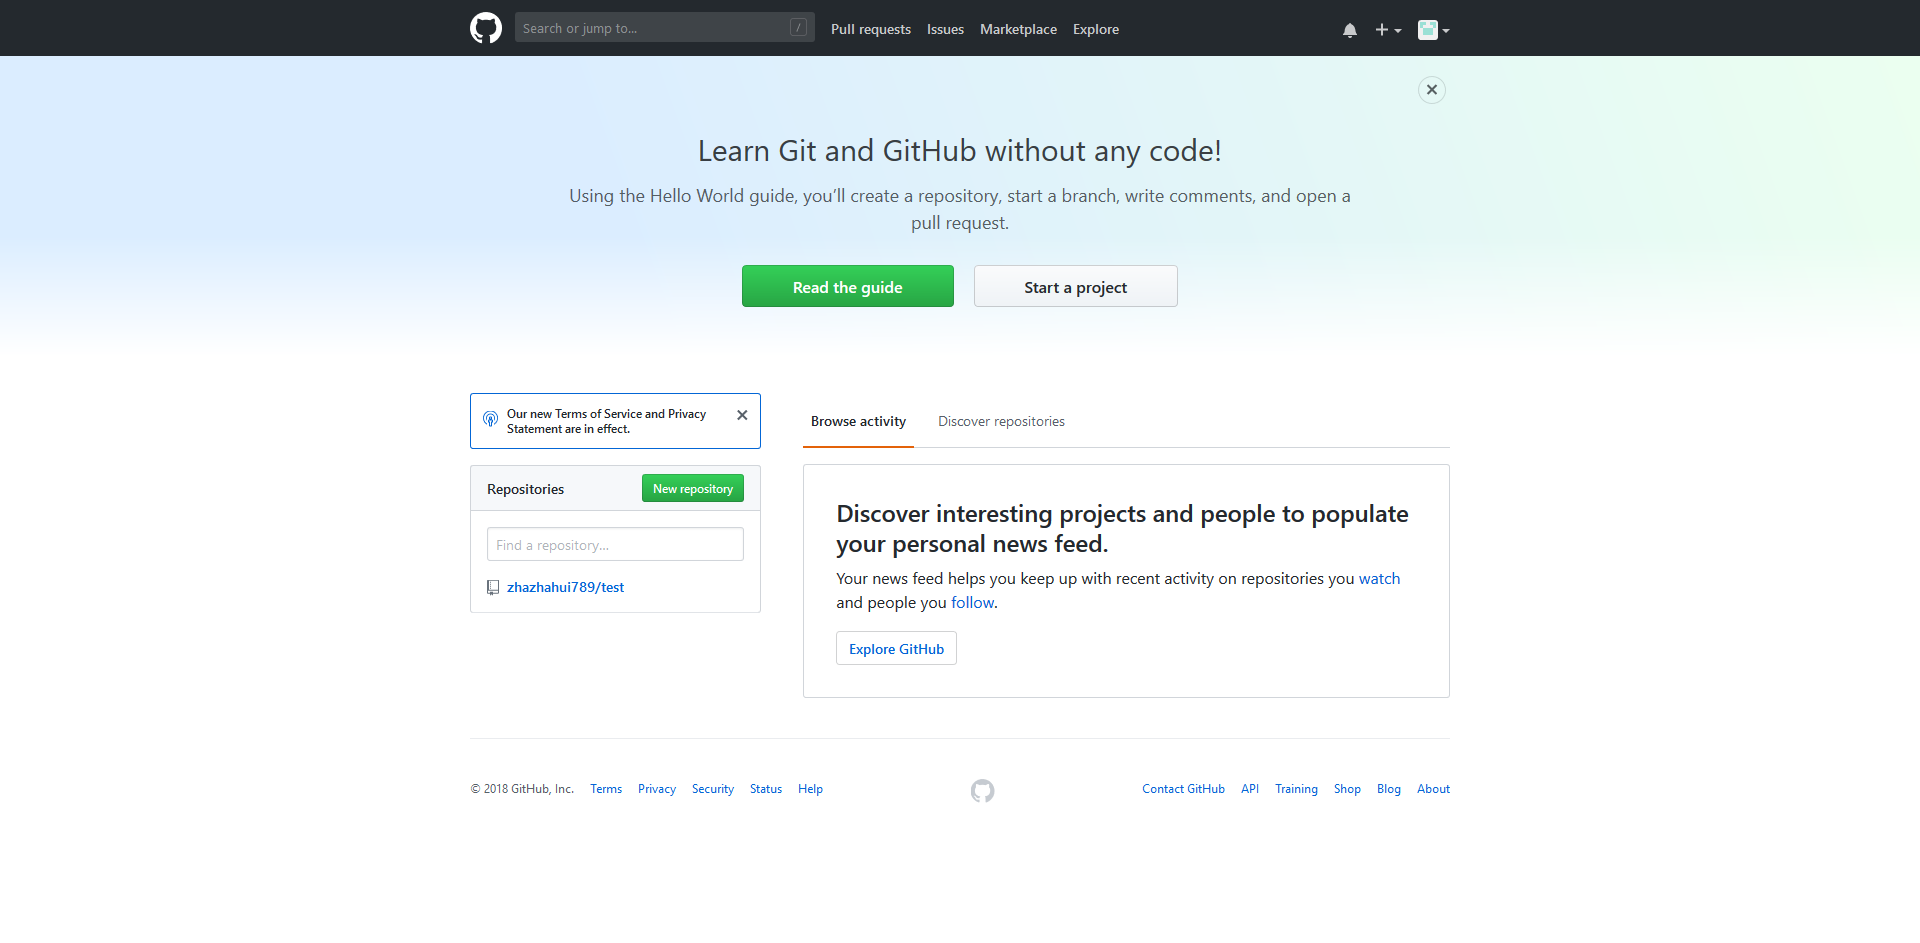 Search or jump to...
/
Pull requests
Issues
Marketplace
Explore
Learn Git and GitHub without any code!
Using the Hello World guide, you’ll create a repository, start a branch, write comments, and open a
pull request.
Read the guide
Start a project
Our new Terms of Service and Privacy
Statement are in effect.
Repositories
New repository
Find a repository...
zhazhahui789/test
Browse activity
Discover repositories
Discover interesting projects and people to populate
your personal news feed.
Your news feed helps you keep up with recent activity on repositories you watch
and people you follow.
Explore GitHub
© 2018 GitHub, Inc.
Terms
Privacy
Security
Status
Help
Contact GitHub
API
Training
Shop
Blog
About